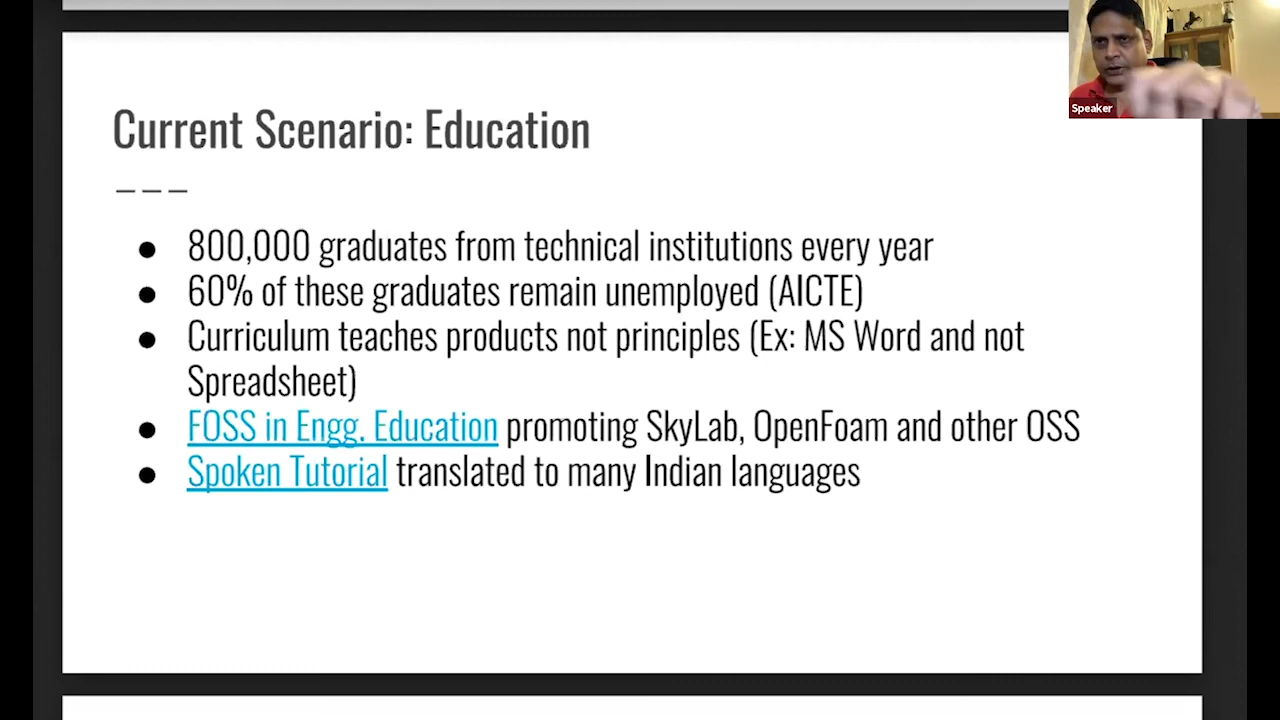 Speaker
Current Scenario: Education
● 800,000 graduates from technical institutions every year
● 60% of these graduates remain unemployed (AICTE)
● Curriculum teaches products not principles (Ex: MS Word and not
Spreadsheet)
● FOSS in Engg. Education promoting SkyLab, OpenFoam and other OSS
● Spoken Tutorial translated to many Indian languages